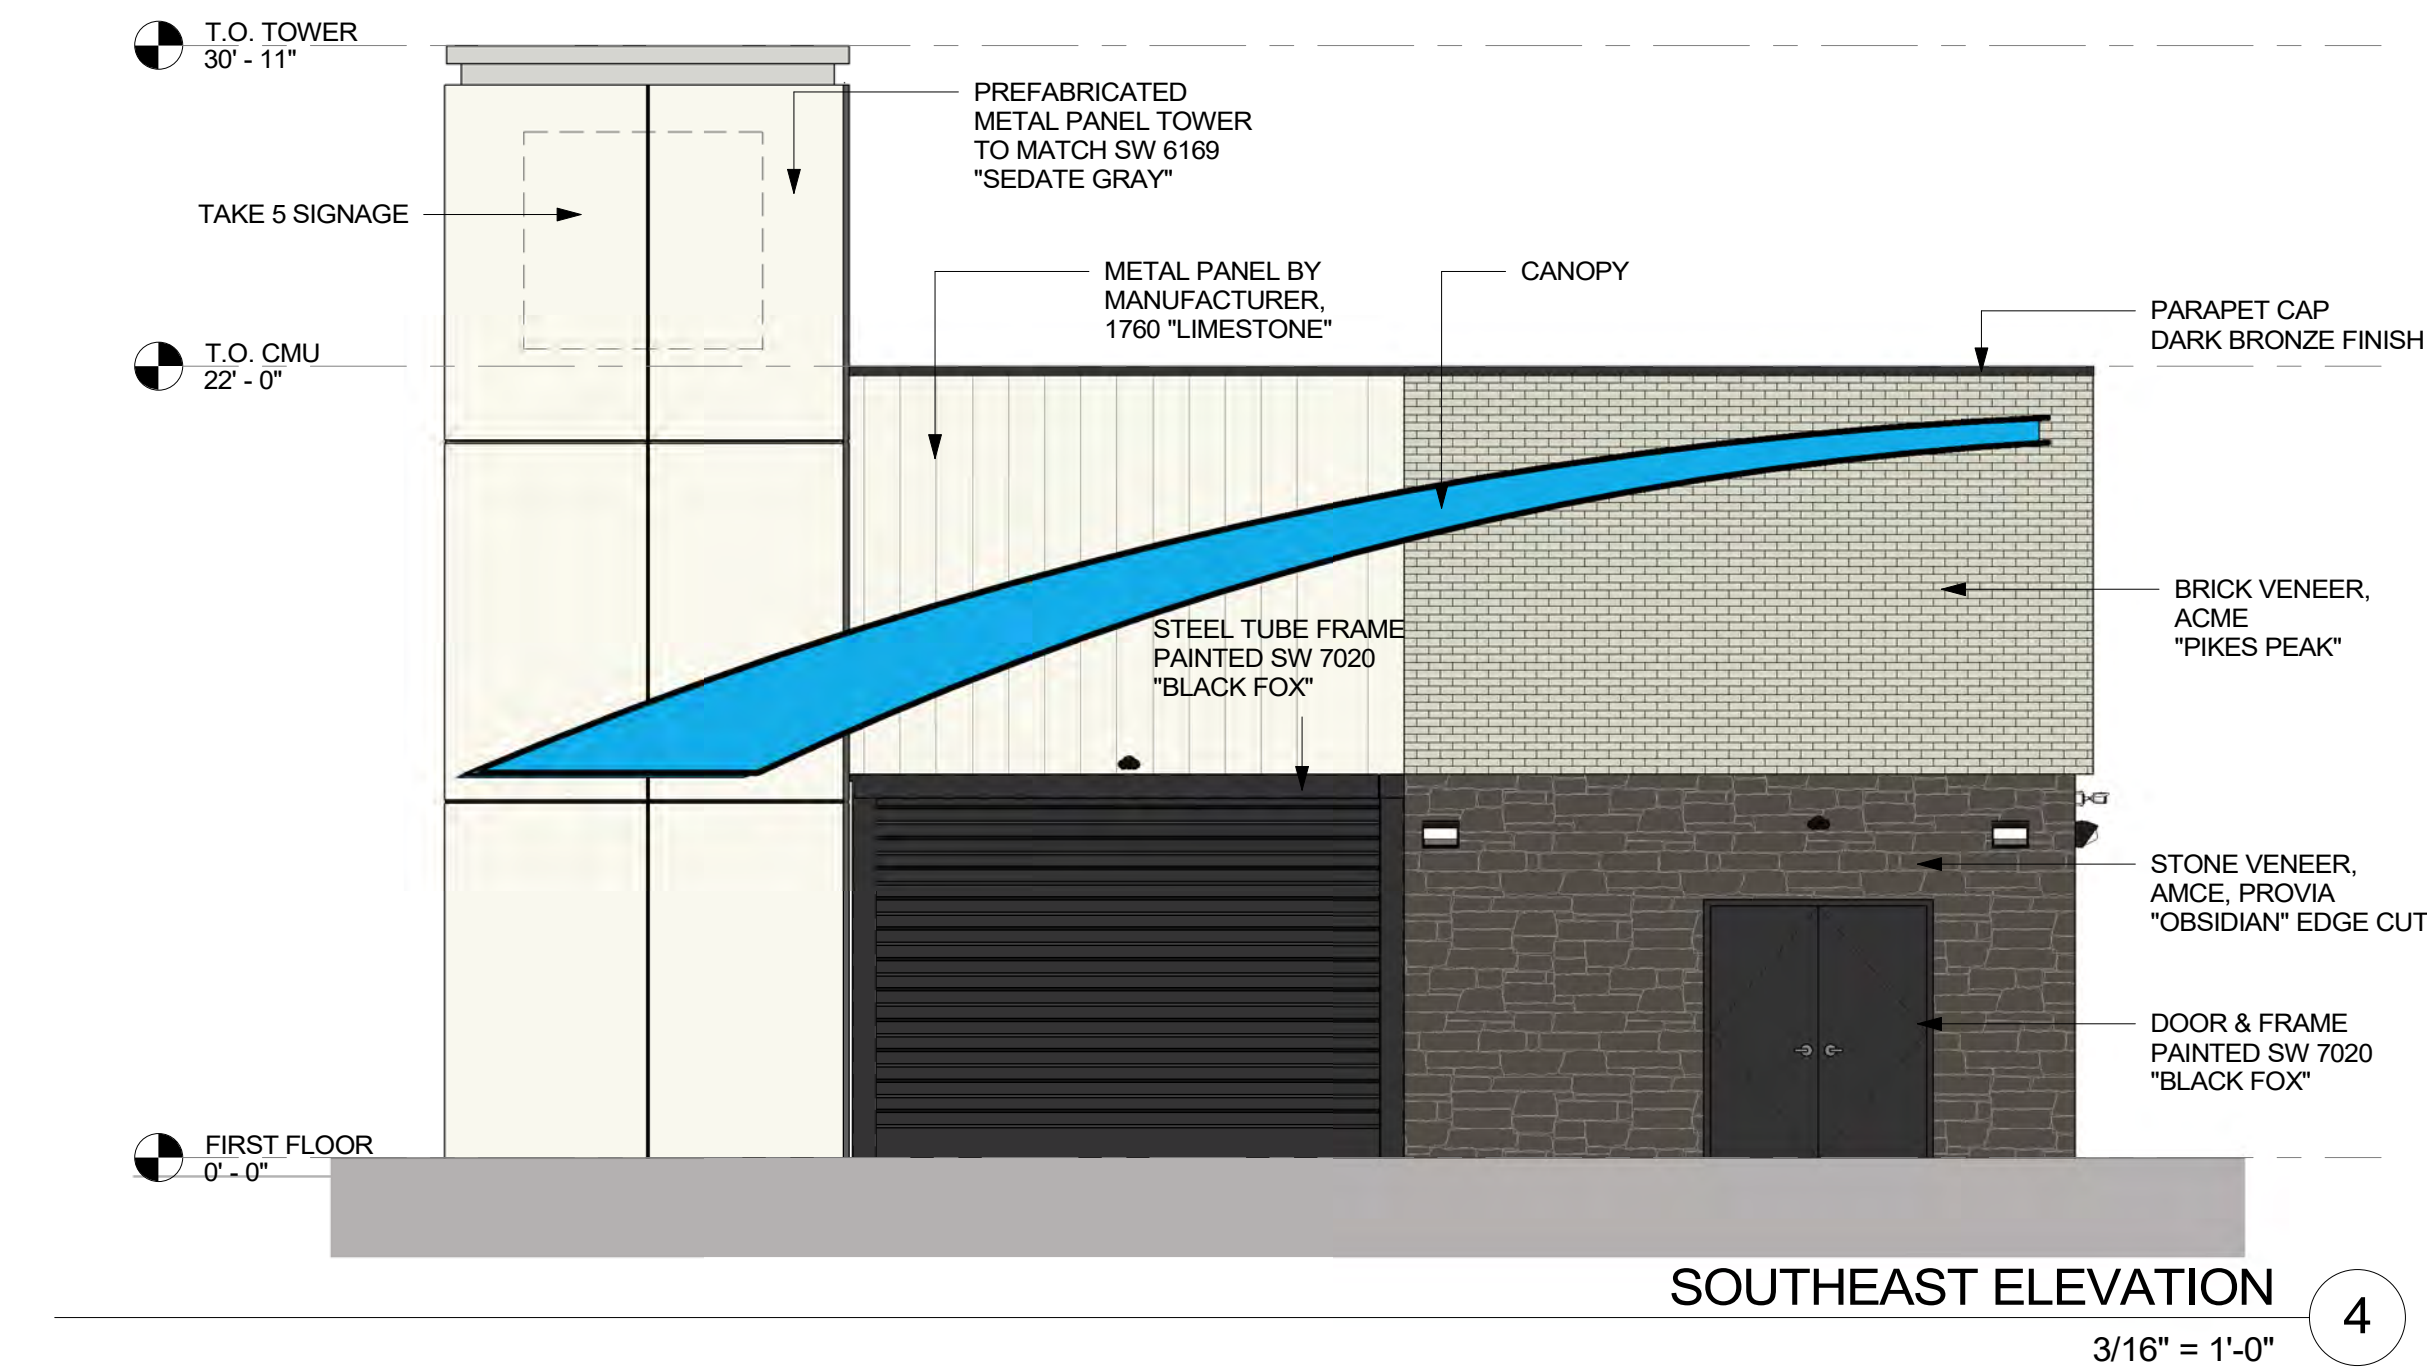 T.O. TOWER
30' - 11"
PREFABRICATED
METAL PANEL TOWER
TO MATCH SW 6169
"SEDATE GRAY"
TAKE 5 SIGNAGE
METAL PANEL BY
MANUFACTURER,
1760 "LIMESTONE"
CANOPY
PARAPET CAP
DARK BRONZE FINISH
T.O. CMU
22' - 0"
BRICK VENEER,
ACME
"PIKES PEAK"
STEEL TUBE FRAME
PAINTED SW 7020
"BLACK FOX"
STONE VENEER,
AMCE, PROVIA
"OBSIDIAN" EDGE CUT
DOOR & FRAME
PAINTED SW 7020
"BLACK FOX"
FIRST FLOOR
0' - 0"
SOUTHEAST ELEVATION
4
3/16" = 1'-0"